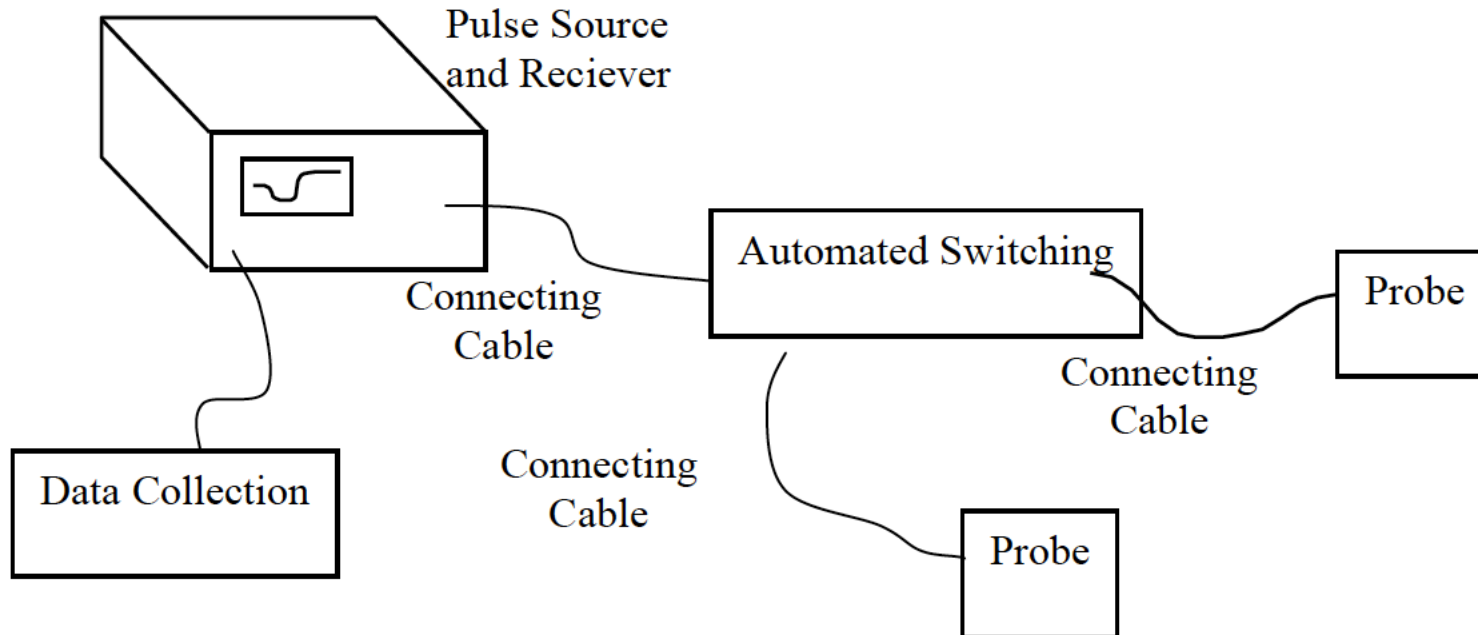 Pulse Source
and Reciever
Automated Switching
Probe
Connecting
Cable
Connecting
Cable
Connecting
Cable
Data Collection
Probe